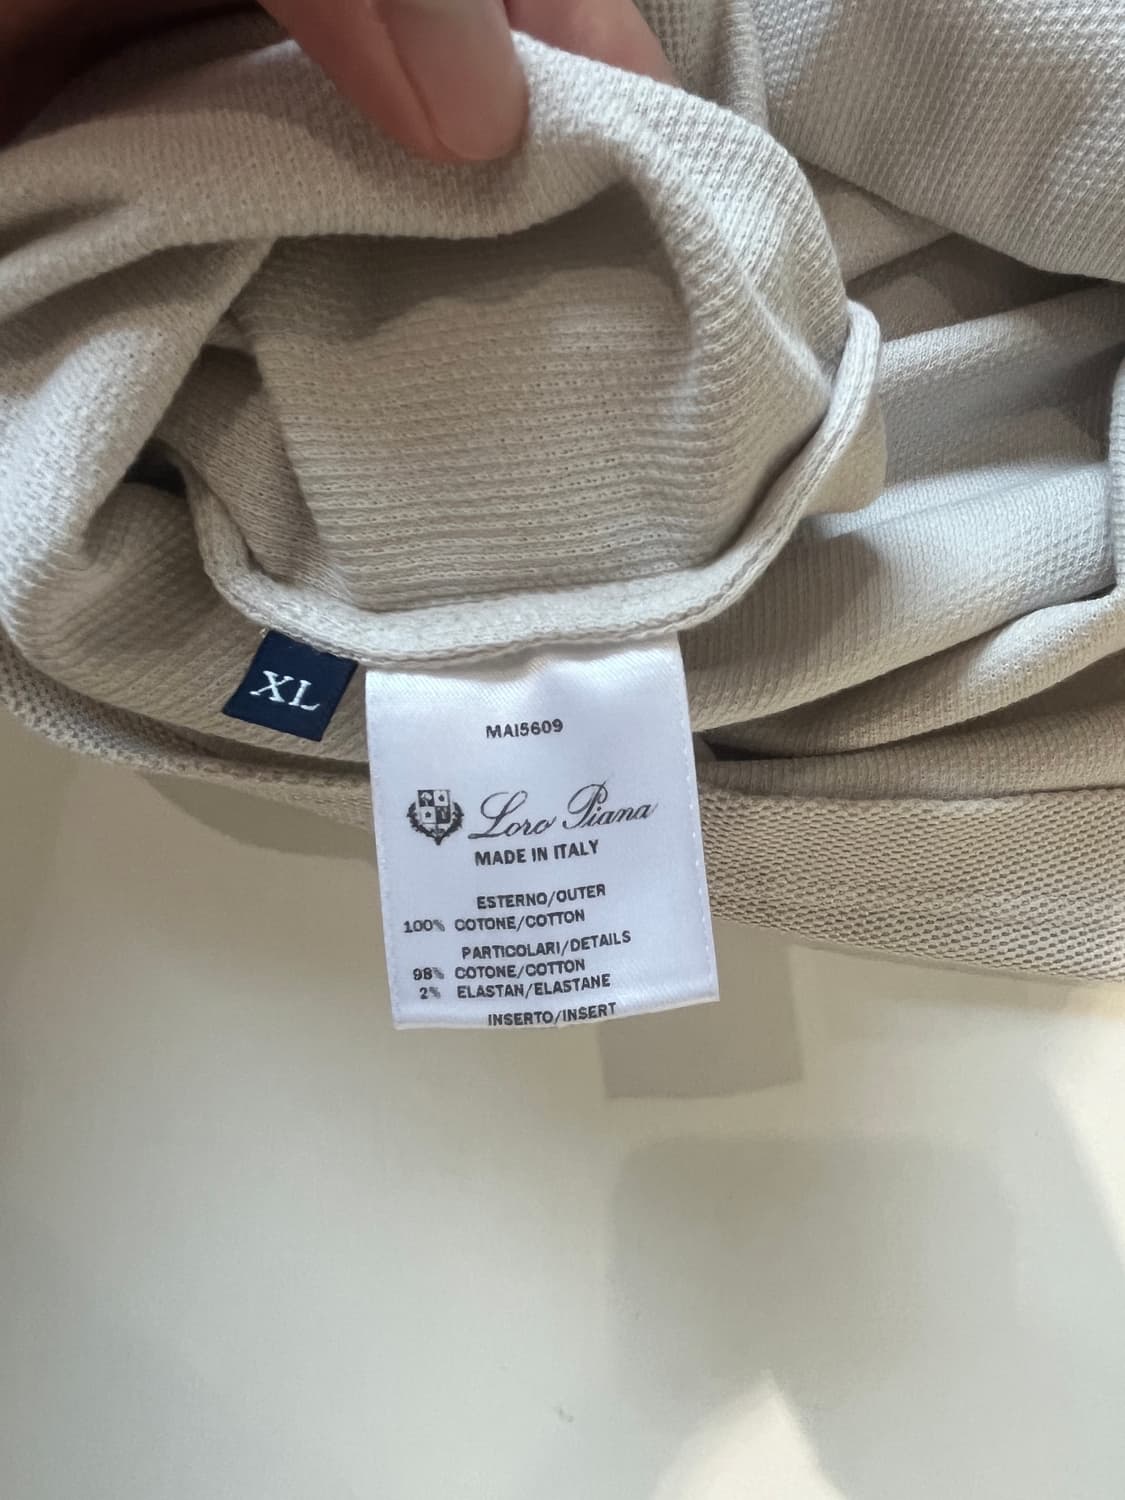 XL
MAI5609
Loro Piana
MADE IN ITALY
ESTERNO/OUTER
100% COTONE/COTTON
PARTICOLARI/DETAILS
98% COTONE/COTTON
2% ELASTAN/ELASTANE
INSERTO/INSERT